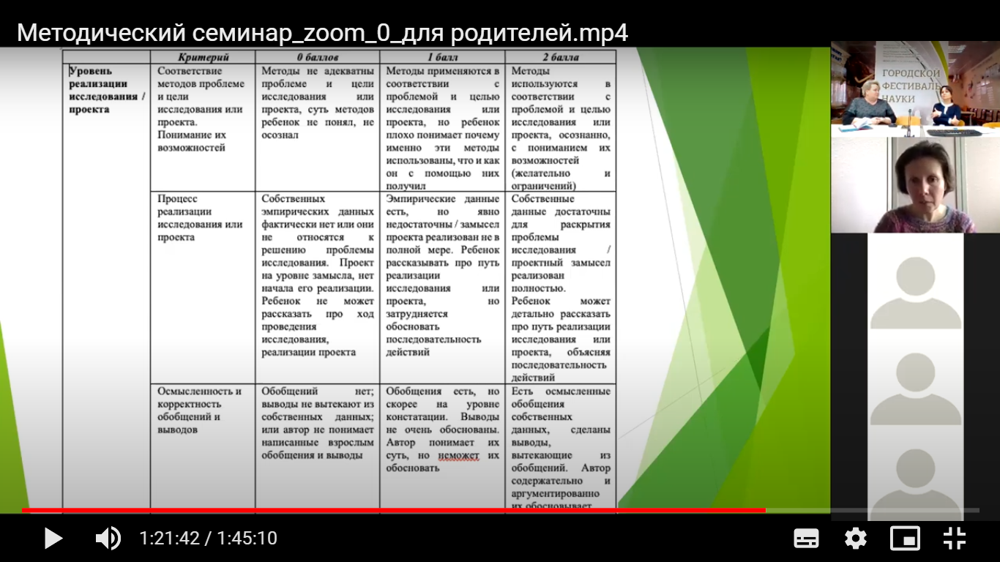 Методический семинар_zoom_0_для родителей.mp4
Критерий
0 баллов
1 балл
2 балла
Уровень
реализации
исследования /
проекта
Соответствие
методов проблеме
и цели
исследования или
проекта.
Понимание их
возможностей
Методы не адекватны
проблеме и цели
исследования или
проекта, суть методов
ребенок не понял, не
осознал
Методы применяются в
соответствии с
проблемой и целью
исследования или
проекта, но ребенок
плохо понимает почему
именно эти методы
использованы, что и как
он с помощью них
получил
Методы
используются в
соответствии с
проблемой и целью
исследования или
проекта, осознанно,
с пониманием их
возможностей
(желательно и
ограничений)
Процесс
реализации
исследования или
проекта
Собственных
эмпирических данных
фактически нет или они
не относятся к
решению проблемы
исследования. Проект
на уровне замысла, нет
начала его реализации.
Ребенок не может
рассказать про ход
проведения
исследования,
реализации проекта
Эмпирические данные
есть, но явно
недостаточны / замысел
проекта реализован не в
полной мере. Ребенок
рассказывать про путь
реализации
исследования или
проекта, но
затрудняется
обосновать
последовательность
действий
Собственные
данные достаточны
для раскрытия
проблемы
исследования /
проектный замысел
реализован
полностью.
Ребенок может
детально рассказать
про путь реализации
исследования или
проекта, объясняя
последовательность
действий
Осмысленность и
корректность
обобщений и
выводов
Обобщений нет;
выводы не вытекают из
собственных данных;
или автор не понимает
написанные взрослым
обобщения и выводы
Обобщения есть, но
скорее на уровне
констатации. Выводы
не очень обоснованы.
Автор понимает их
суть, но неможет их
обосновать
Есть осмысленные
обобщения
собственных
данных, сделаны
выводы,
вытекающие из
обобщений. Автор
содержательно и
аргументированно
их обосновывает
ГОРОДСКОЙ
ФЕСТИВАЛЬ
НАУКИ
1:21:42 / 1:45:10